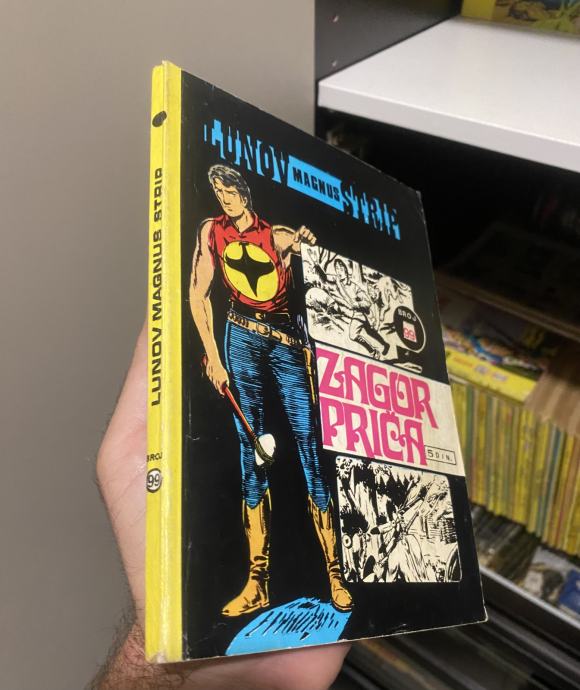 LUNOV MAGNUS STRIP
BROJ
99
LUNOV MAGNUS STRIP
BROJ
99
ZAGOR
PRIČA
5 DIN.